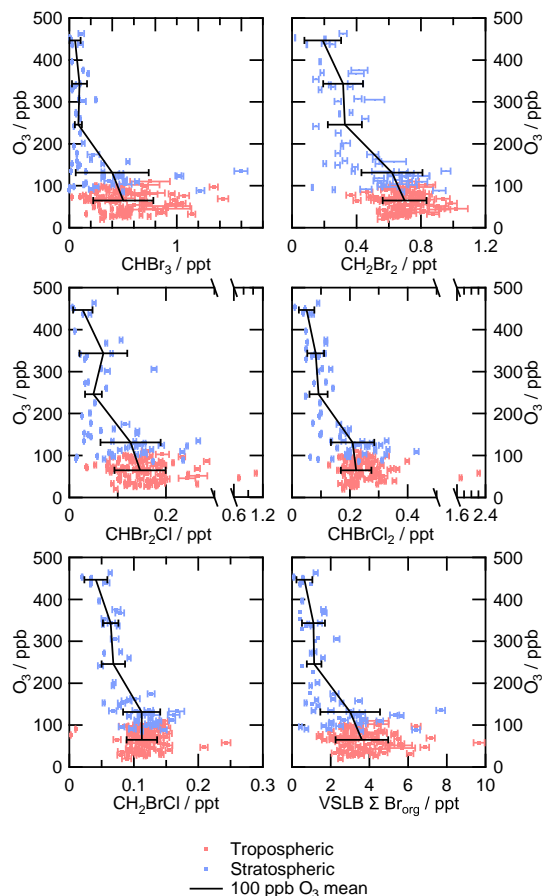 500
400
300
200
100
0
O3 / ppb
0 1
CHBr3 / ppt
500
400
300
200
100
0
O3 / ppb
0 0.4 0.8 1.2
CH2Br2 / ppt
500
400
300
200
100
0
O3 / ppb
0 0.2 0.6 1.2
CHBr2Cl / ppt
500
400
300
200
100
0
O3 / ppb
0 0.2 0.4 1.6 2.4
CHBrCl2 / ppt
500
400
300
200
100
0
O3 / ppb
0 0.1 0.2 0.3
CH2BrCl / ppt
500
400
300
200
100
0
O3 / ppb
0 2 4 6 8 10
VSLB Σ Brorg / ppt
Tropospheric
Stratospheric
100 ppb O3 mean